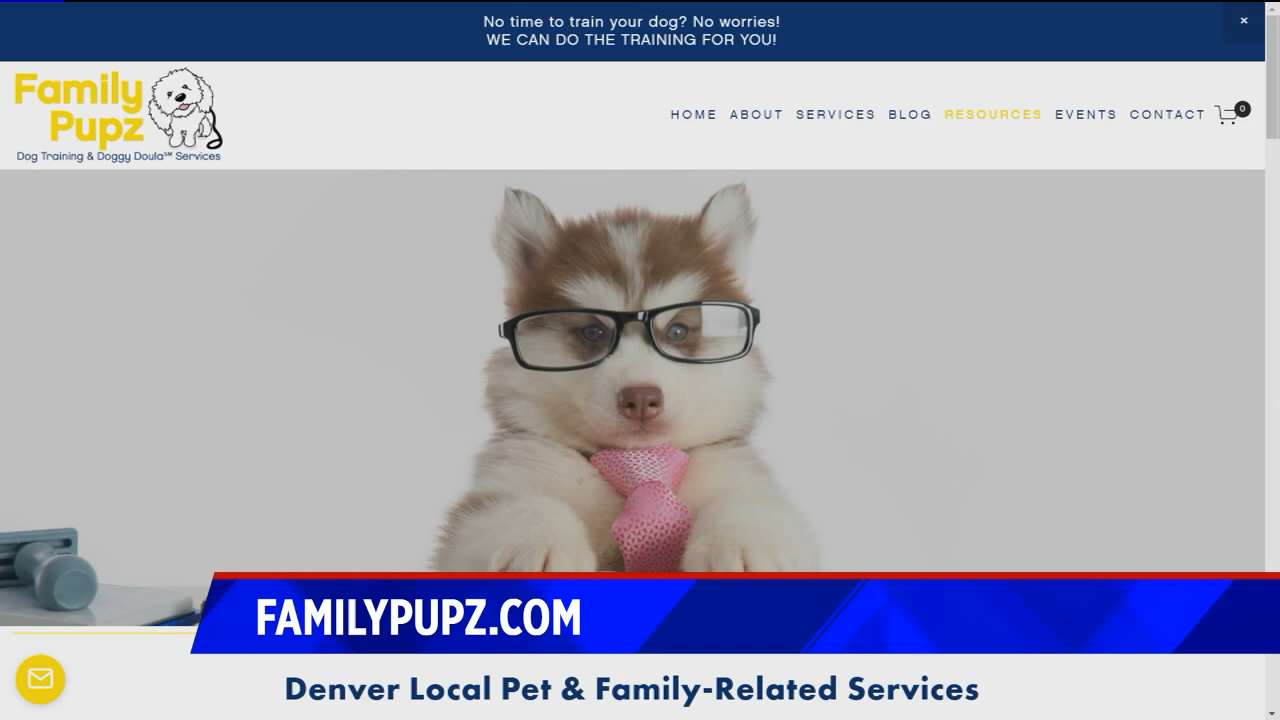 No time to train your dog? No worries!
WE CAN DO THE TRAINING FOR YOU!
×
Family
Pupz
Dog Training & Doggy Doula℠ Services
HOME ABOUT SERVICES BLOG RESOURCES EVENTS CONTACT 0
FAMILYPUPZ.COM
Denver Local Pet & Family-Related Services